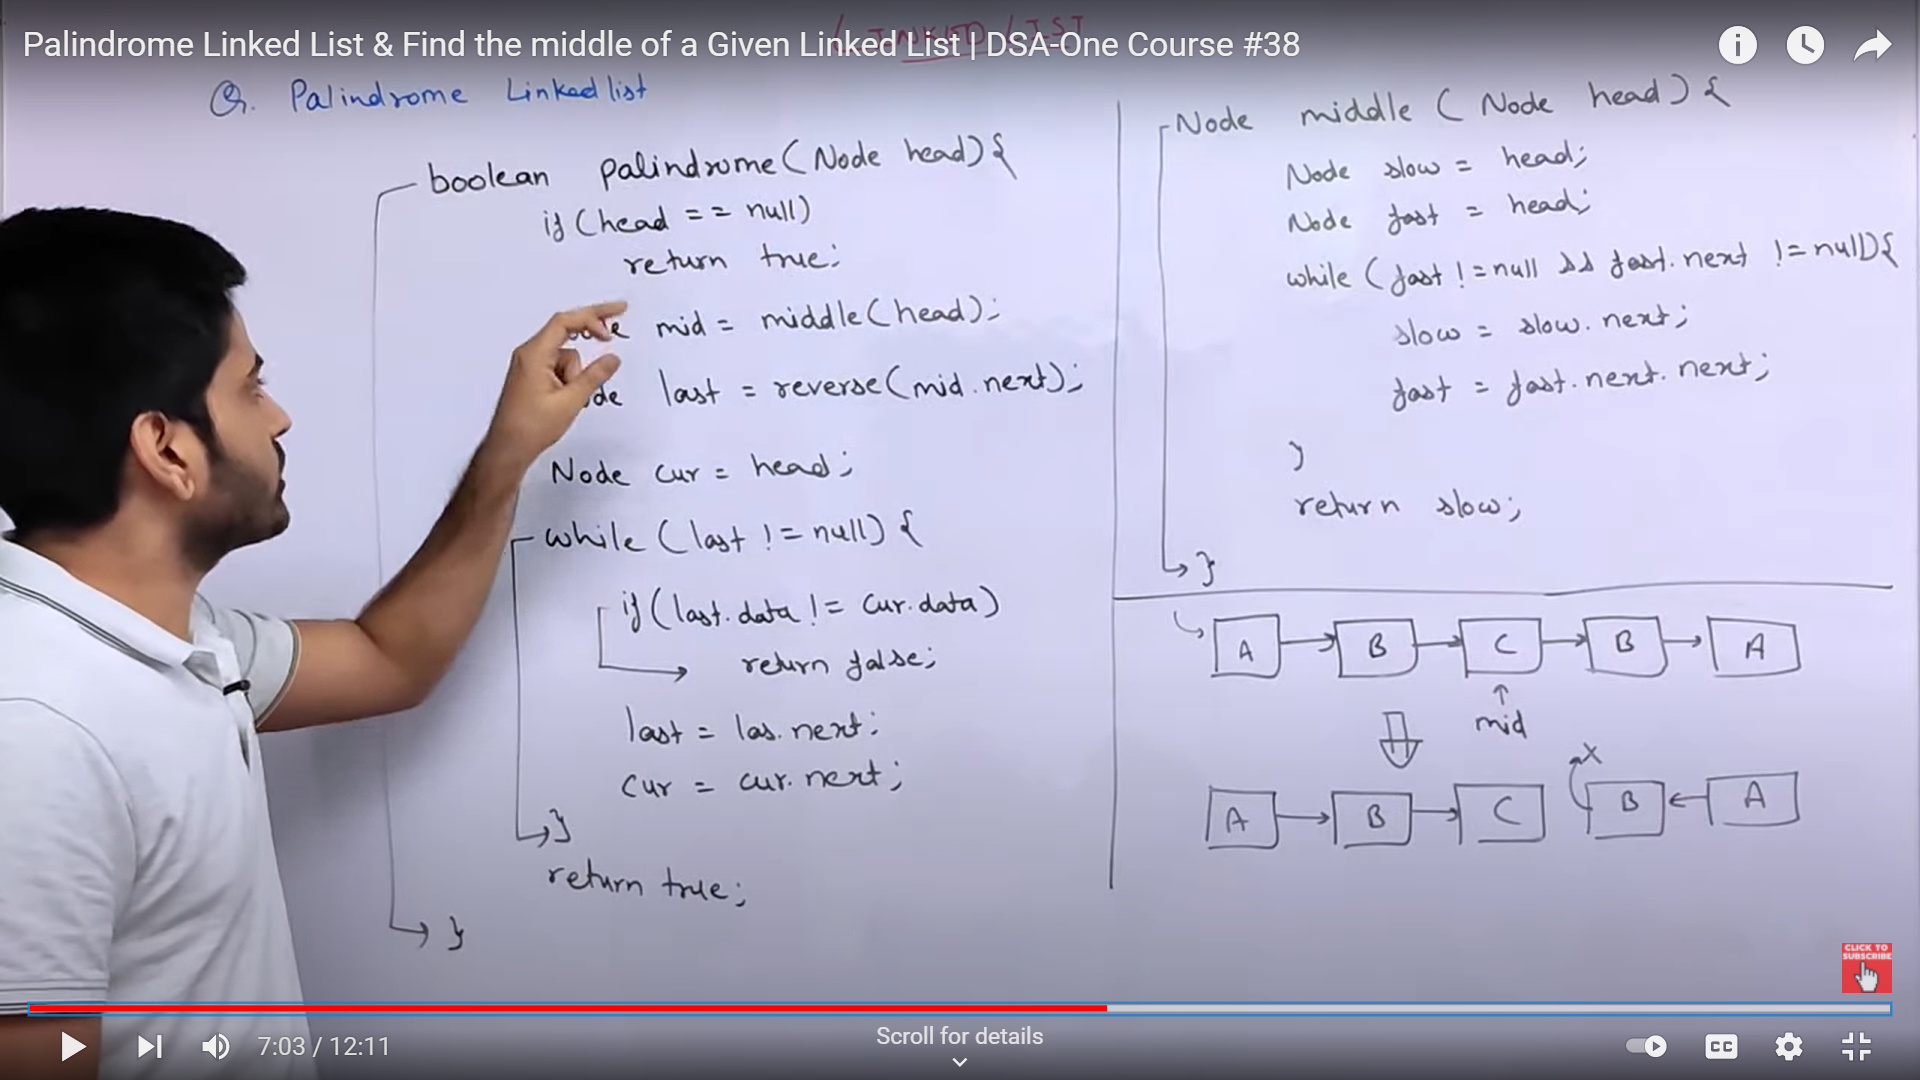 Palindrome Linked List & Find the middle of a Given Linked List | DSA-One Course #38
LINKED LIST
Q. Palindrome Linkedlist
boolean palindrome(Node head){
if(head == null)
return true;
mid = middle(head);
last = reverse(mid.next);
Node cur = head;
while(last != null){
if(last.data != cur.data)
return false;
last = las.next;
cur = cur.next;
}
return true;
}
Node middle(Node head){
Node slow = head;
Node fast = head;
while(fast != null && fast.next != null){
slow = slow.next;
fast = fast.next.next;
}
return slow;
}
A B C B A
mid
X
A B C B A
CLICK TO
SUBSCRIBE
7:03 / 12:11
Scroll for details
CC